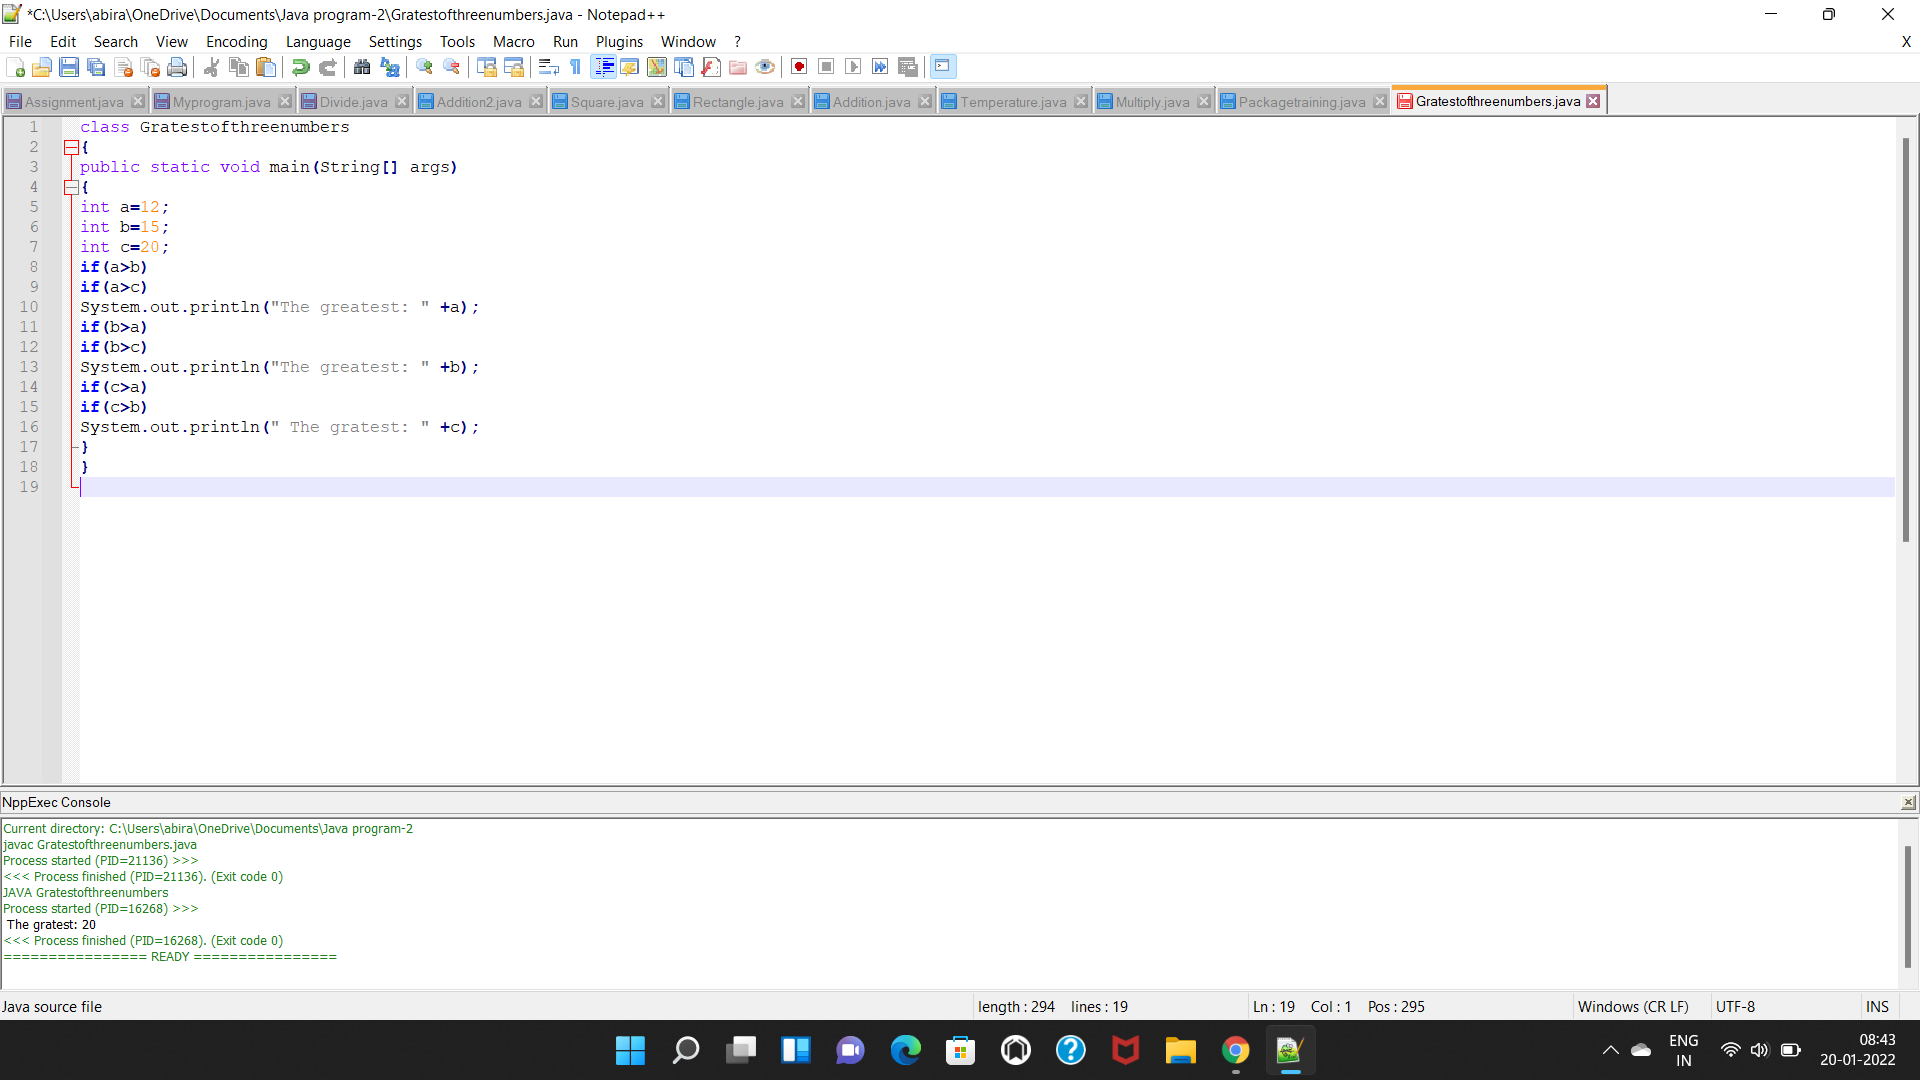 *C:\Users\abira\OneDrive\Documents\Java program-2\Gratestofthreenumbers.java - Notepad++
File Edit Search View Encoding Language Settings Tools Macro Run Plugins Window ? X
Assignment.java Myprogram.java Divide.java Addition2.java Square.java Rectangle.java Addition.java Temperature.java Multiply.java Packagetraining.java Gratestofthreenumbers.java
1 class Gratestofthreenumbers
2 {
3 public static void main(String[] args)
4 {
5 int a=12;
6 int b=15;
7 int c=20;
8 if(a>b)
9 if(a>c)
10 System.out.println("The greatest: " +a);
11 if(b>a)
12 if(b>c)
13 System.out.println("The greatest: " +b);
14 if(c>a)
15 if(c>b)
16 System.out.println(" The gratest: " +c);
17 }
18 }
19
NppExec Console
Current directory: C:\Users\abira\OneDrive\Documents\Java program-2
javac Gratestofthreenumbers.java
Process started (PID=21136) >>>
<<< Process finished (PID=21136). (Exit code 0)
JAVA Gratestofthreenumbers
Process started (PID=16268) >>>
The gratest: 20
<<< Process finished (PID=16268). (Exit code 0)
================ READY ================
Java source file length : 294 lines : 19 Ln : 19 Col : 1 Pos : 295 Windows (CR LF) UTF-8 INS
ENG 08:43
IN 20-01-2022